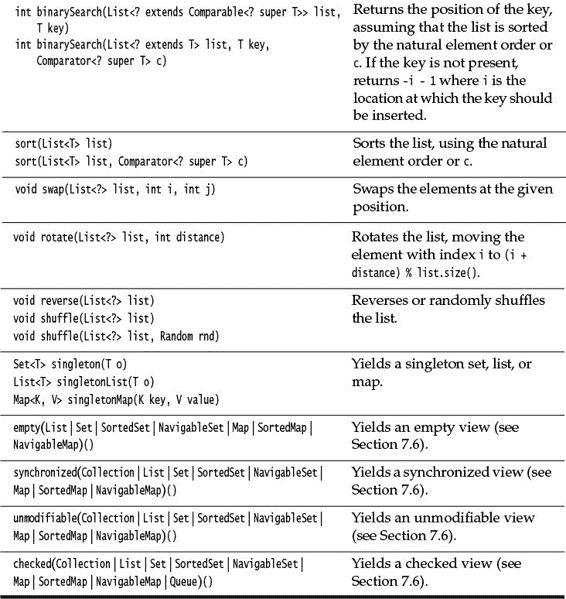 int binarySearch(List<? extends Comparable<? super T>> list,
T key)
int binarySearch(List<? extends T> list, T key,
Comparator<? super T> c)
Returns the position of the key,
assuming that the list is sorted
by the natural element order or
c. If the key is not present,
returns -i - 1 where i is the
location at which the key should
be inserted.
sort(List<T> list)
sort(List<T> list, Comparator<? super T> c)
Sorts the list, using the natural
element order or c.
void swap(List<?> list, int i, int j)
Swaps the elements at the given
position.
void rotate(List<?> list, int distance)
Rotates the list, moving the
element with index i to (i +
distance) % list.size().
void reverse(List<?> list)
void shuffle(List<?> list)
void shuffle(List<?> list, Random rnd)
Reverses or randomly shuffles
the list.
Set<T> singleton(T o)
List<T> singletonList(T o)
Map<K, V> singletonMap(K key, V value)
Yields a singleton set, list, or
map.
empty(List|Set|SortedSet|NavigableSet|Map|SortedMap|
NavigableMap)()
Yields an empty view (see
Section 7.6).
synchronized(Collection|List|Set|SortedSet|NavigableSet|
Map|SortedMap|NavigableMap)()
Yields a synchronized view (see
Section 7.6).
unmodifiable(Collection|List|Set|SortedSet|NavigableSet|
Map|SortedMap|NavigableMap)()
Yields an unmodifiable view
(see Section 7.6).
checked(Collection|List|Set|SortedSet|NavigableSet|
Map|SortedMap|NavigableMap|Queue)()
Yields a checked view (see
Section 7.6).